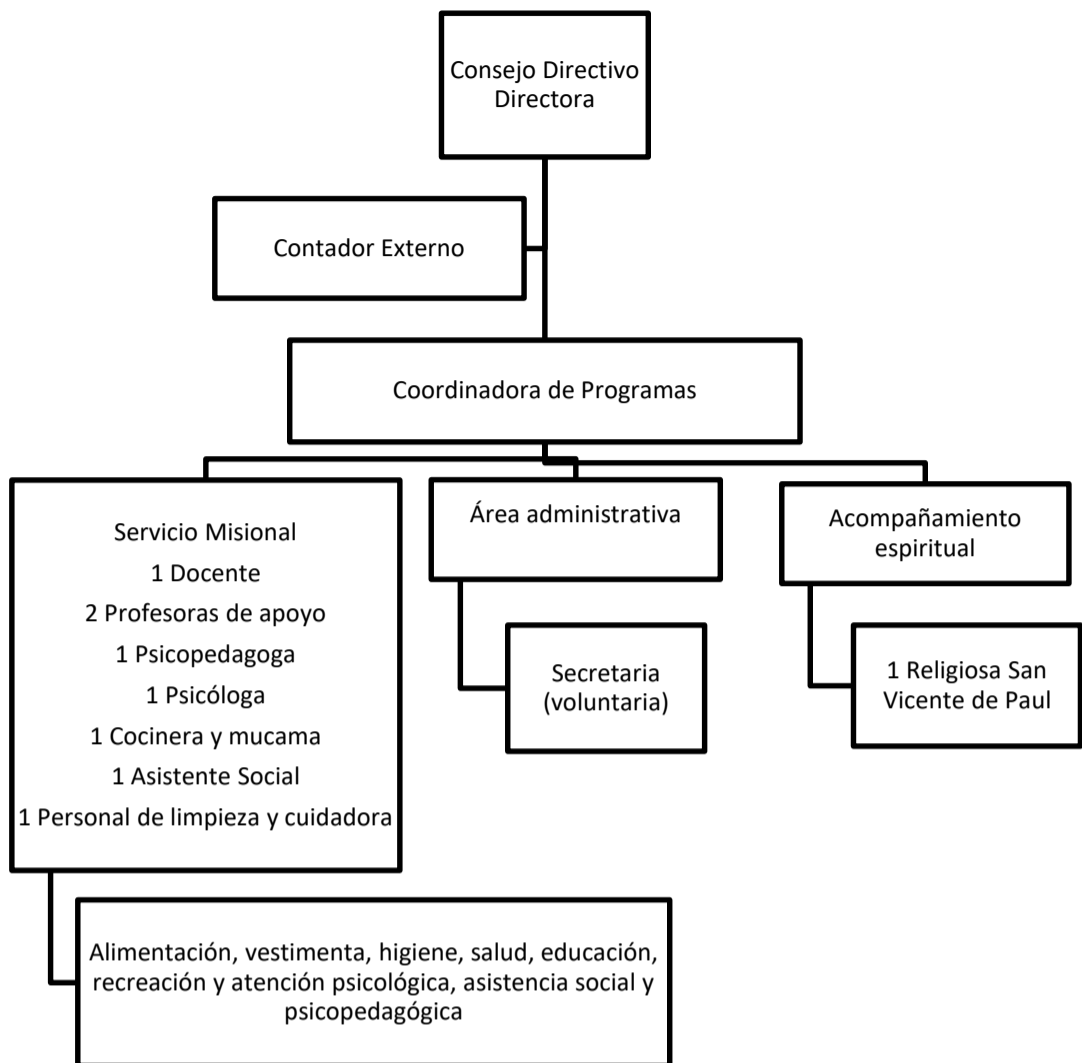 Consejo Directivo
Directora
Contador Externo
Coordinadora de Programas
Servicio Misional
1 Docente
2 Profesoras de apoyo
1 Psicopedagoga
1 Psicóloga
1 Cocinera y mucama
1 Asistente Social
1 Personal de limpieza y cuidadora
Área administrativa
Acompañamiento
espiritual
Secretaria
(voluntaria)
1 Religiosa San
Vicente de Paul
Alimentación, vestimenta, higiene, salud, educación,
recreación y atención psicológica, asistencia social y
psicopedagógica